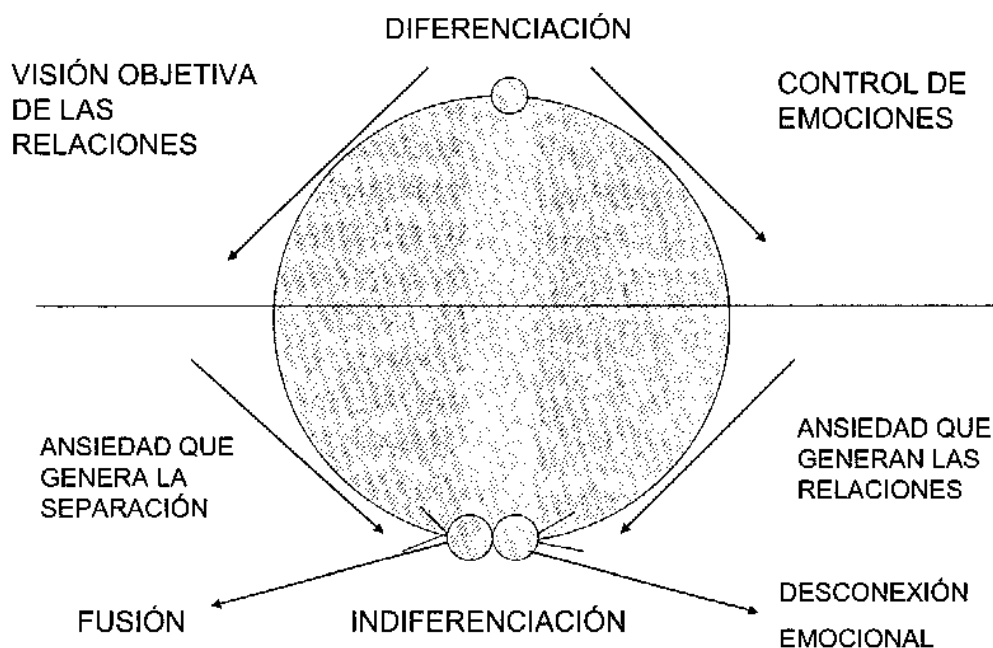 DIFERENCIACIÓN
VISIÓN OBJETIVA
DE LAS
RELACIONES
CONTROL DE
EMOCIONES
ANSIEDAD QUE
GENERA LA
SEPARACIÓN
ANSIEDAD QUE
GENERAN LAS
RELACIONES
FUSIÓN
INDIFERENCIACIÓN
DESCONEXIÓN
EMOCIONAL